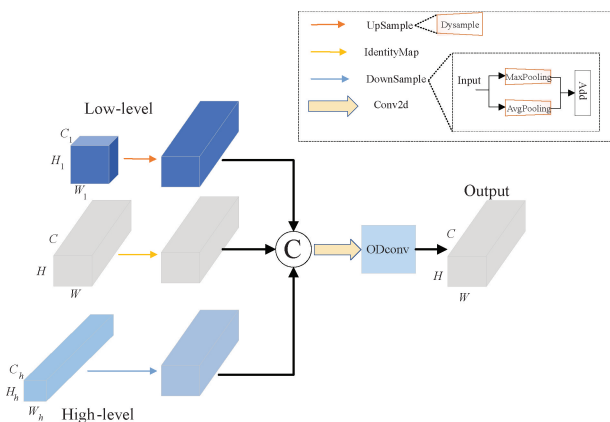 UpSample
Dysample
IdentityMap
DownSample
Conv2d
Input
MaxPooling
AvgPooling
Add
Low-level
C1
H1
W1
C
H
W
Ch
Hh
Wh
High-level
C
ODconv
Output
C
H
W